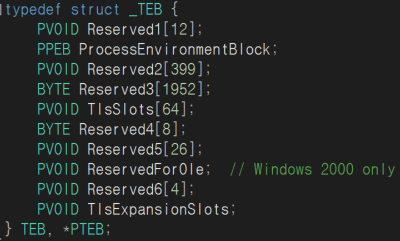 typedef struct _TEB {
    PVOID Reserved1[12];
    PPEB ProcessEnvironmentBlock;
    PVOID Reserved2[399];
    BYTE Reserved3[1952];
    PVOID TlsSlots[64];
    BYTE Reserved4[8];
    PVOID Reserved5[26];
    PVOID ReservedForOle;  // Windows 2000 only
    PVOID Reserved6[4];
    PVOID TlsExpansionSlots;
} TEB, *PTEB;